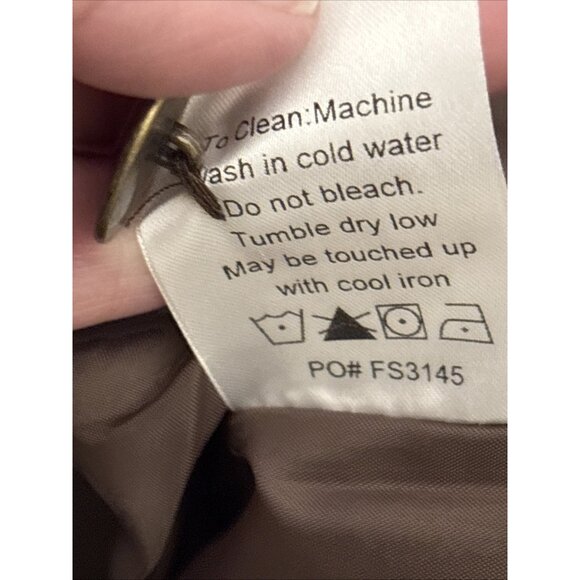 To Clean:Machine
wash in cold water
Do not bleach.
Tumble dry low
May be touched up
with cool iron
PO# FS3145